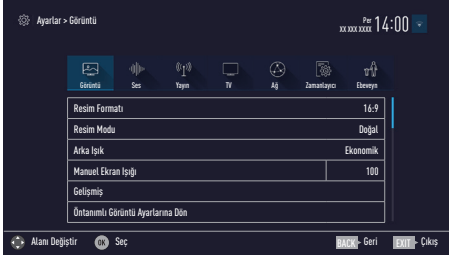 Ayarlar > Görüntü
Per
xx xxx xxxx 14:00
Görüntü Ses Yayın TV Ağ Zamanlayıcı Ebeveyn
Resim Formatı 16:9
Resim Modu Doğal
Arka Işık Ekonomik
Manuel Ekran Işığı 100
Gelişmiş
Öntanımlı Görüntü Ayarlarına Dön
Alanı Değiştir OK Seç BACK Geri EXIT Çıkış